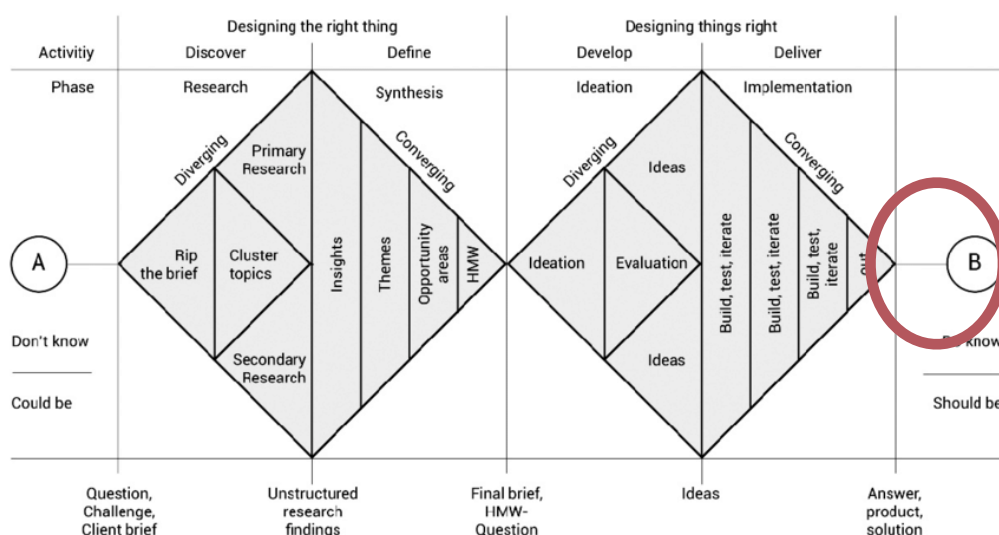 Designing the right thing
Designing things right
Activitiy
Discover
Define
Develop
Deliver
Phase
Research
Synthesis
Ideation
Implementation
Diverging
Converging
Diverging
Converging
Primary
Research
Rip
the brief
Cluster
topics
Secondary
Research
Insights
Themes
Opportunity
areas
HMW
Ideation
Evaluation
Ideas
Ideas
Build, test, iterate
Build, test, iterate
Build, test,
iterate
out
A
B
Don't know
Could be
know
Should be
Question,
Challenge,
Client brief
Unstructured
research
findings
Final brief,
HMW-
Question
Ideas
Answer,
product,
solution